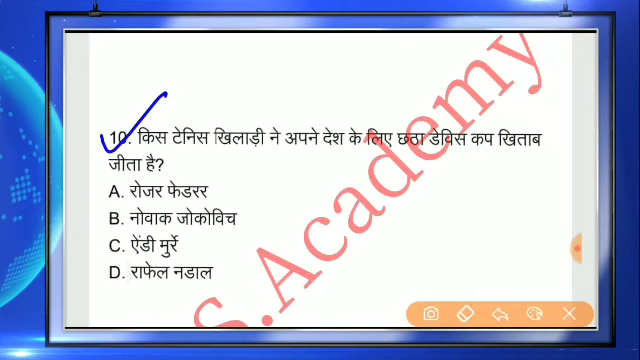 10. किस टेनिस खिलाड़ी ने अपने देश के लिए छठा डेविस कप खिताब
जीता है?
A. रोजर फेडरर
B. नोवाक जोकोविच
C. ऐंडी मुर्रे
D. राफेल नडाल
S.Academy